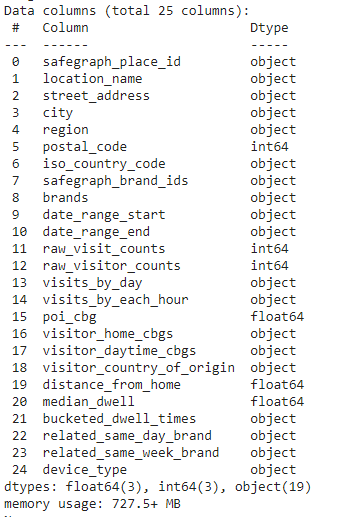 Data columns (total 25 columns):
 #   Column                     Dtype
---  ------                     -----
 0   safegraph_place_id         object
 1   location_name              object
 2   street_address             object
 3   city                       object
 4   region                     object
 5   postal_code                int64
 6   iso_country_code           object
 7   safegraph_brand_ids        object
 8   brands                     object
 9   date_range_start           object
 10  date_range_end             object
 11  raw_visit_counts           int64
 12  raw_visitor_counts         int64
 13  visits_by_day              object
 14  visits_by_each_hour        object
 15  poi_cbg                    float64
 16  visitor_home_cbgs          object
 17  visitor_daytime_cbgs       object
 18  visitor_country_of_origin  object
 19  distance_from_home         float64
 20  median_dwell               float64
 21  bucketed_dwell_times       object
 22  related_same_day_brand     object
 23  related_same_week_brand    object
 24  device_type                object
dtypes: float64(3), int64(3), object(19)
memory usage: 727.5+ MB